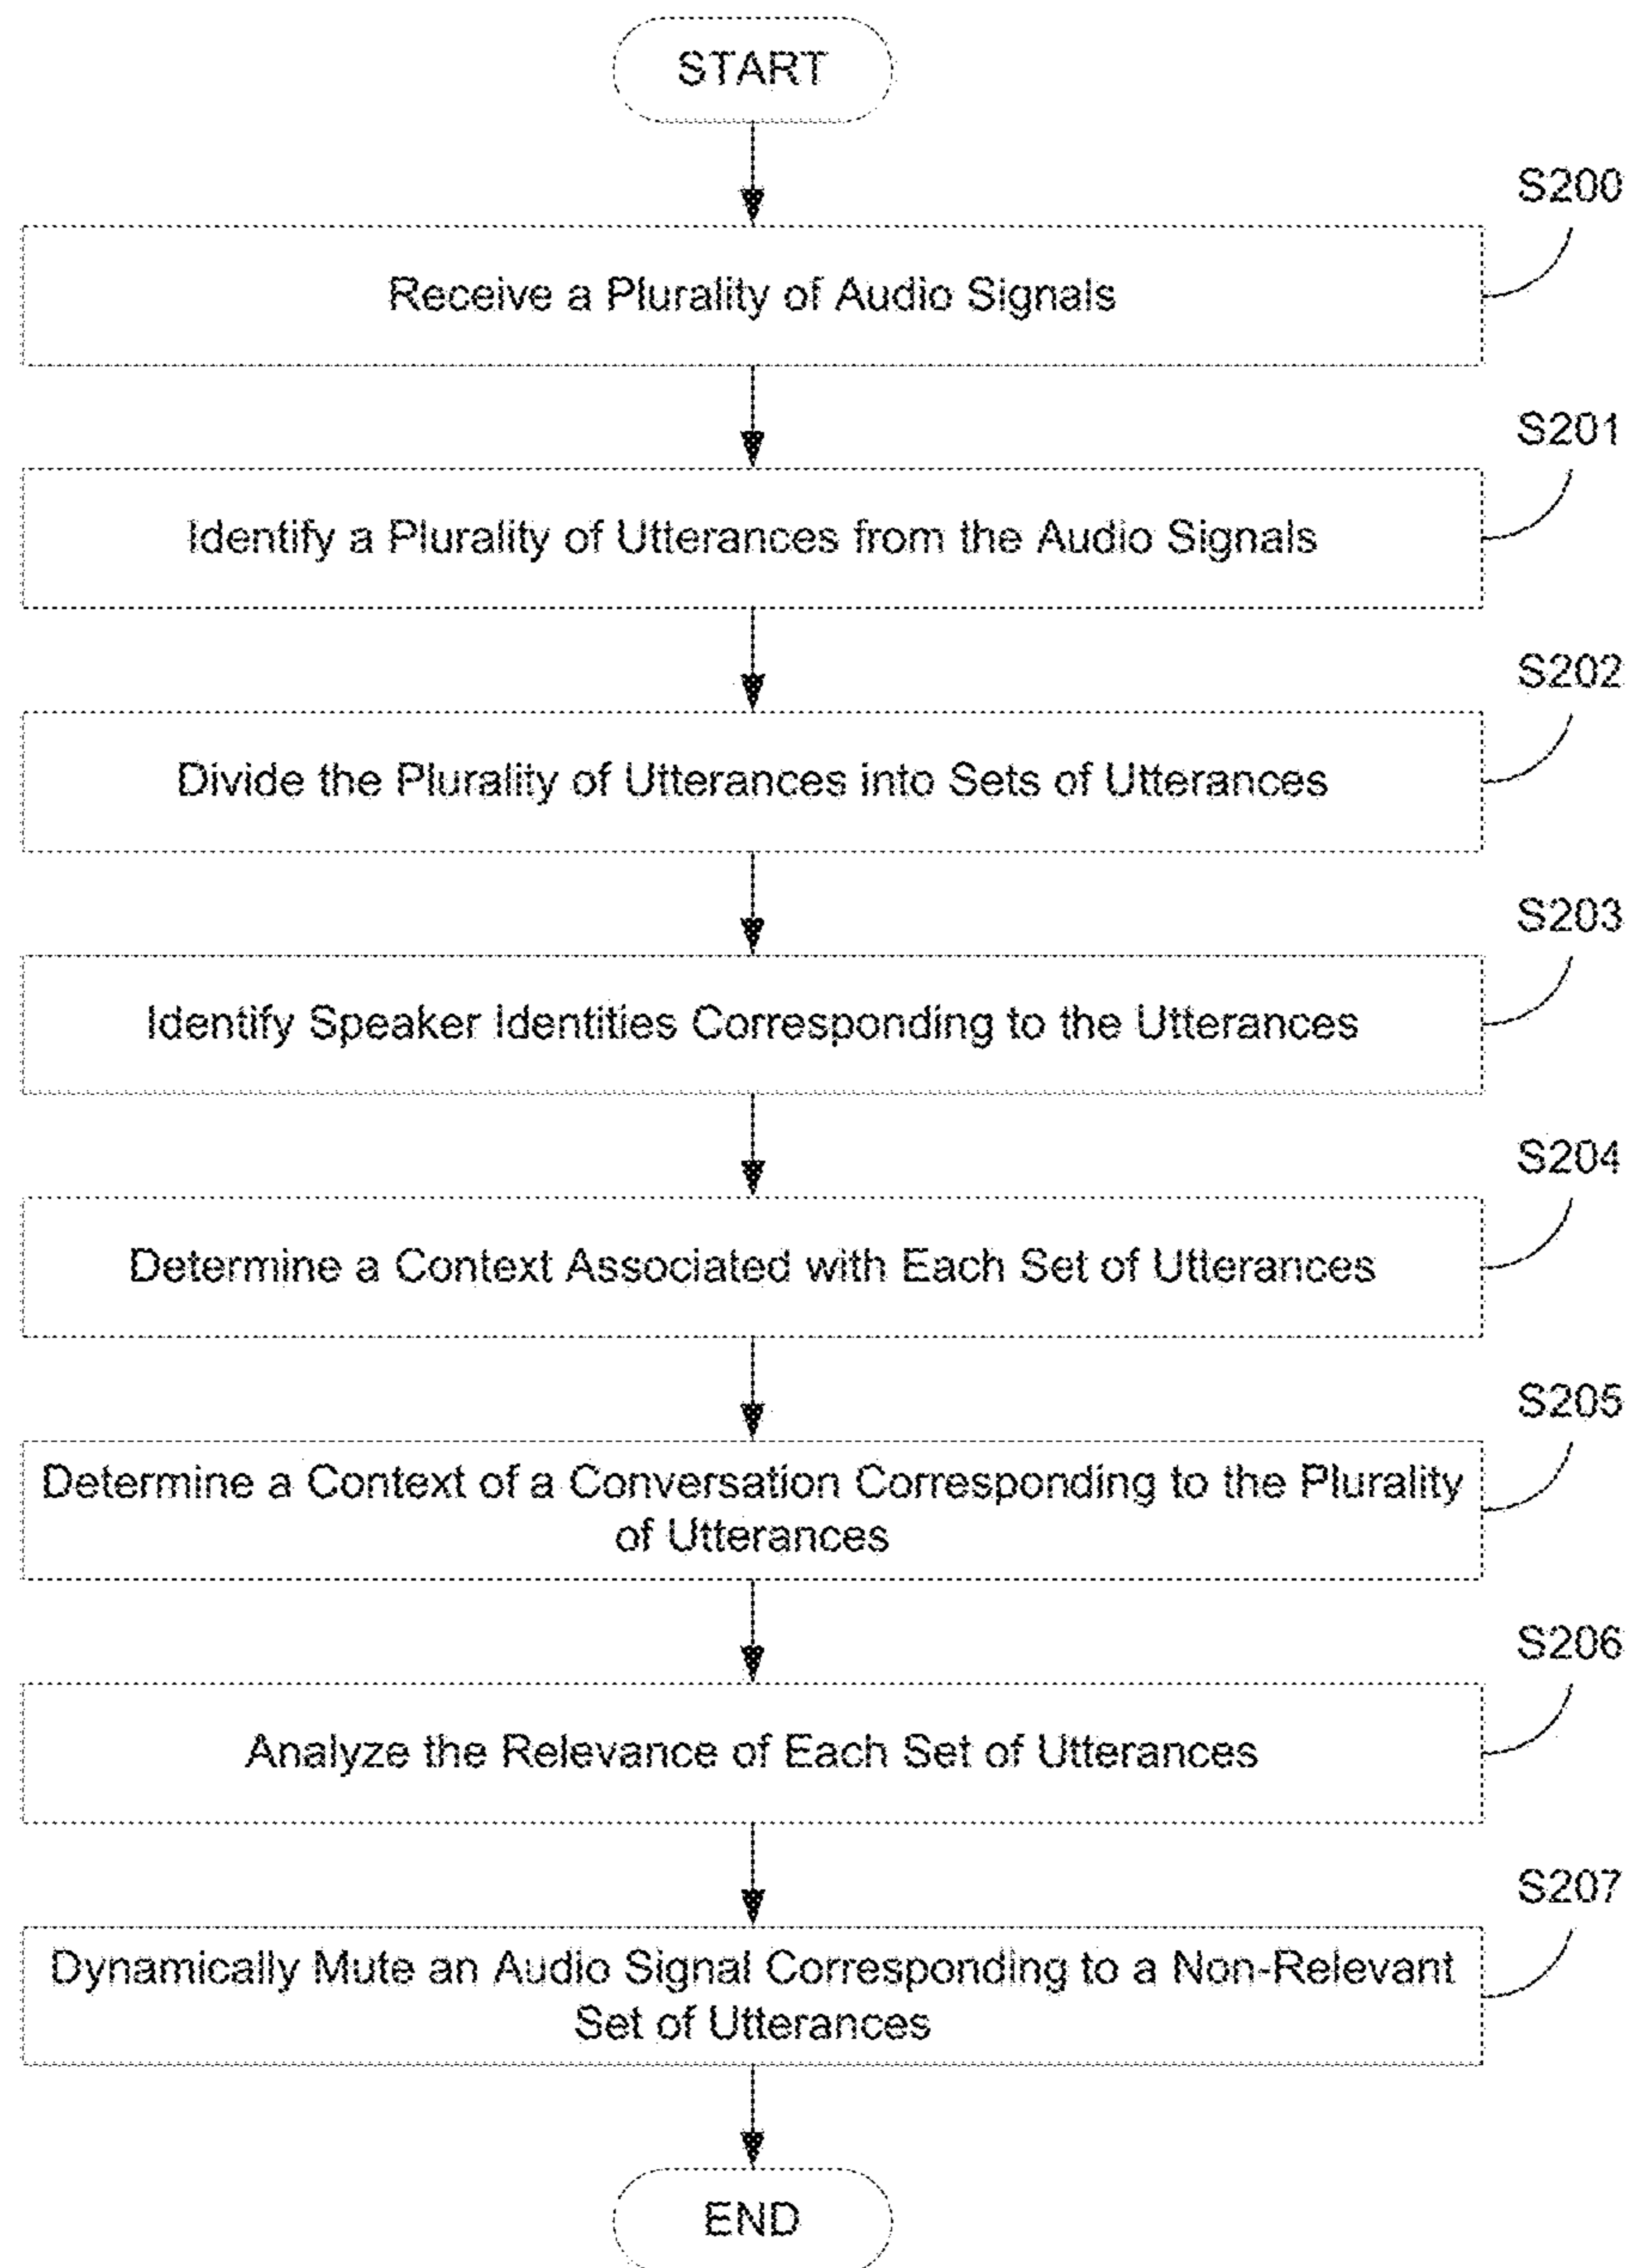 START
S200
Receive a Plurality of Audio Signals
S201
Identify a Plurality of Utterances from the Audio Signals
S202
Divide the Plurality of Utterances into Sets of Utterances
S203
Identify Speaker Identities Corresponding to the Utterances
S204
Determine a Context Associated with Each Set of Utterances
S205
Determine a Context of a Conversation Corresponding to the Plurality
of Utterances
S206
Analyze the Relevance of Each Set of Utterances
S207
Dynamically Mute an Audio Signal Corresponding to a Non-Relevant
Set of Utterances
END